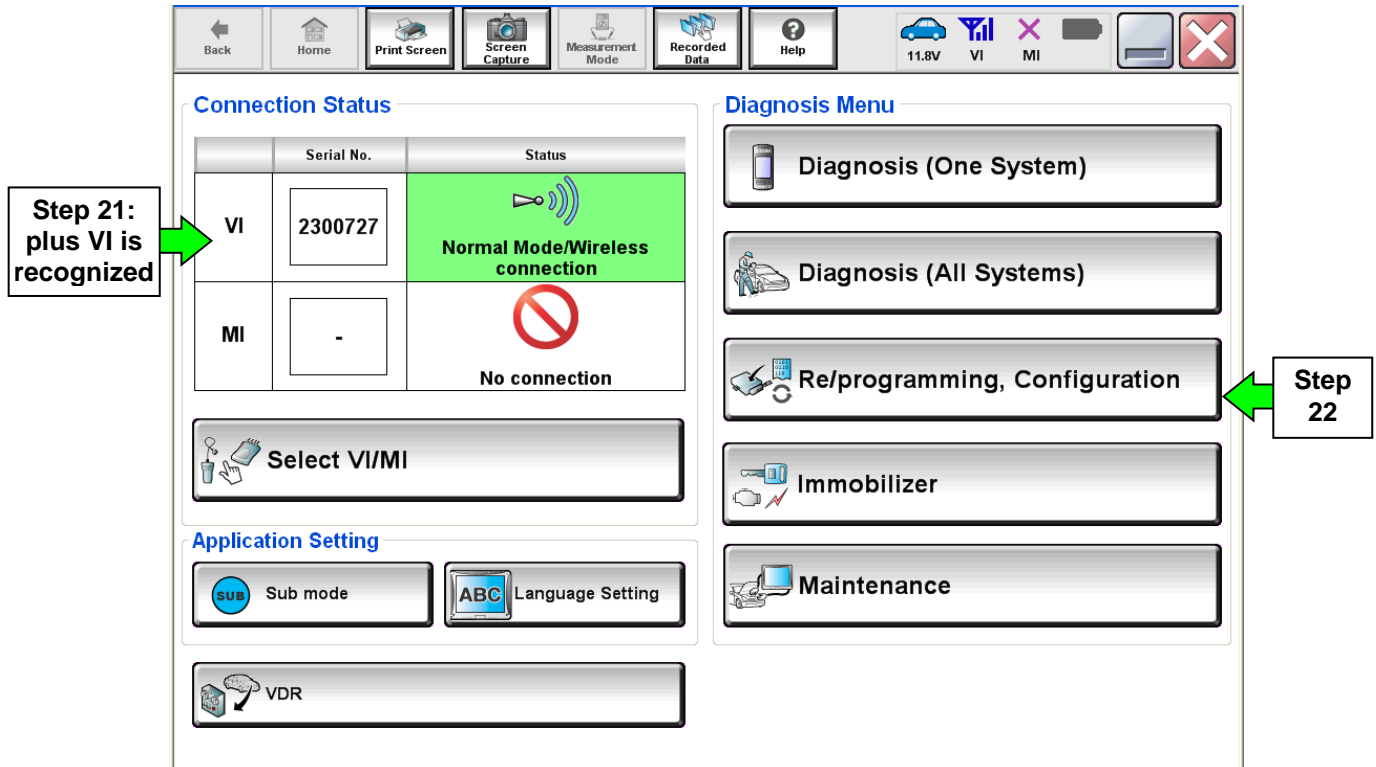 Back
Home
Print Screen
Screen
Capture
Measurement
Mode
Recorded
Data
?
Help
11.8V
VI
MI
Connection Status
Serial No.
Status
VI
2300727
Normal Mode/Wireless
connection
MI
-
No connection
Select VI/MI
Application Setting
SUB
Sub mode
ABC
Language Setting
VDR
Diagnosis Menu
Diagnosis (One System)
Diagnosis (All Systems)
Re/programming, Configuration
Immobilizer
Maintenance
Step 21:
plus VI is
recognized
Step
22